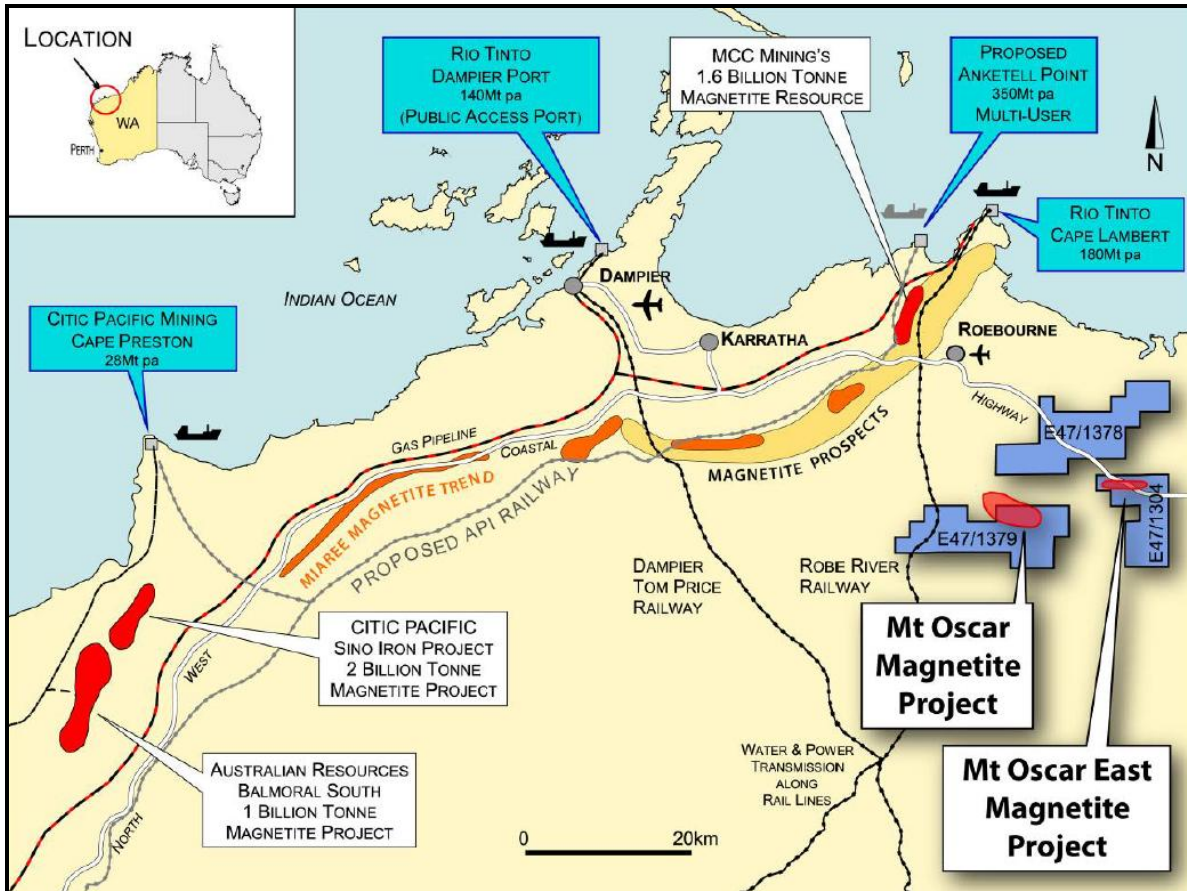 LOCATION
WA
PERTH
RIO TINTO
DAMPIER PORT
140Mt pa
(PUBLIC ACCESS PORT)
MCC MINING'S
1.6 BILLION TONNE
MAGNETITE RESOURCE
PROPOSED
ANKETELL POINT
350Mt pa
MULTI-USER
N
RIO TINTO
CAPE LAMBERT
180Mt pa
INDIAN OCEAN
DAMPIER
CITIC PACIFIC MINING
CAPE PRESTON
28Mt pa
KARRATHA
ROEBOURNE
HIGHWAY
GAS PIPELINE
COASTAL
MIAREE MAGNETITE TREND
PROPOSED API RAILWAY
MAGNETITE PROSPECTS
E47/1378
E47/1304
E47/1379
DAMPIER
TOM PRICE
RAILWAY
ROBE RIVER
RAILWAY
WEST
NORTH
CITIC PACIFIC
SINO IRON PROJECT
2 BILLION TONNE
MAGNETITE PROJECT
Mt Oscar
Magnetite
Project
AUSTRALIAN RESOURCES
BALMORAL SOUTH
1 BILLION TONNE
MAGNETITE PROJECT
WATER & POWER
TRANSMISSION
ALONG
RAIL LINES
Mt Oscar East
Magnetite
Project
0 20km